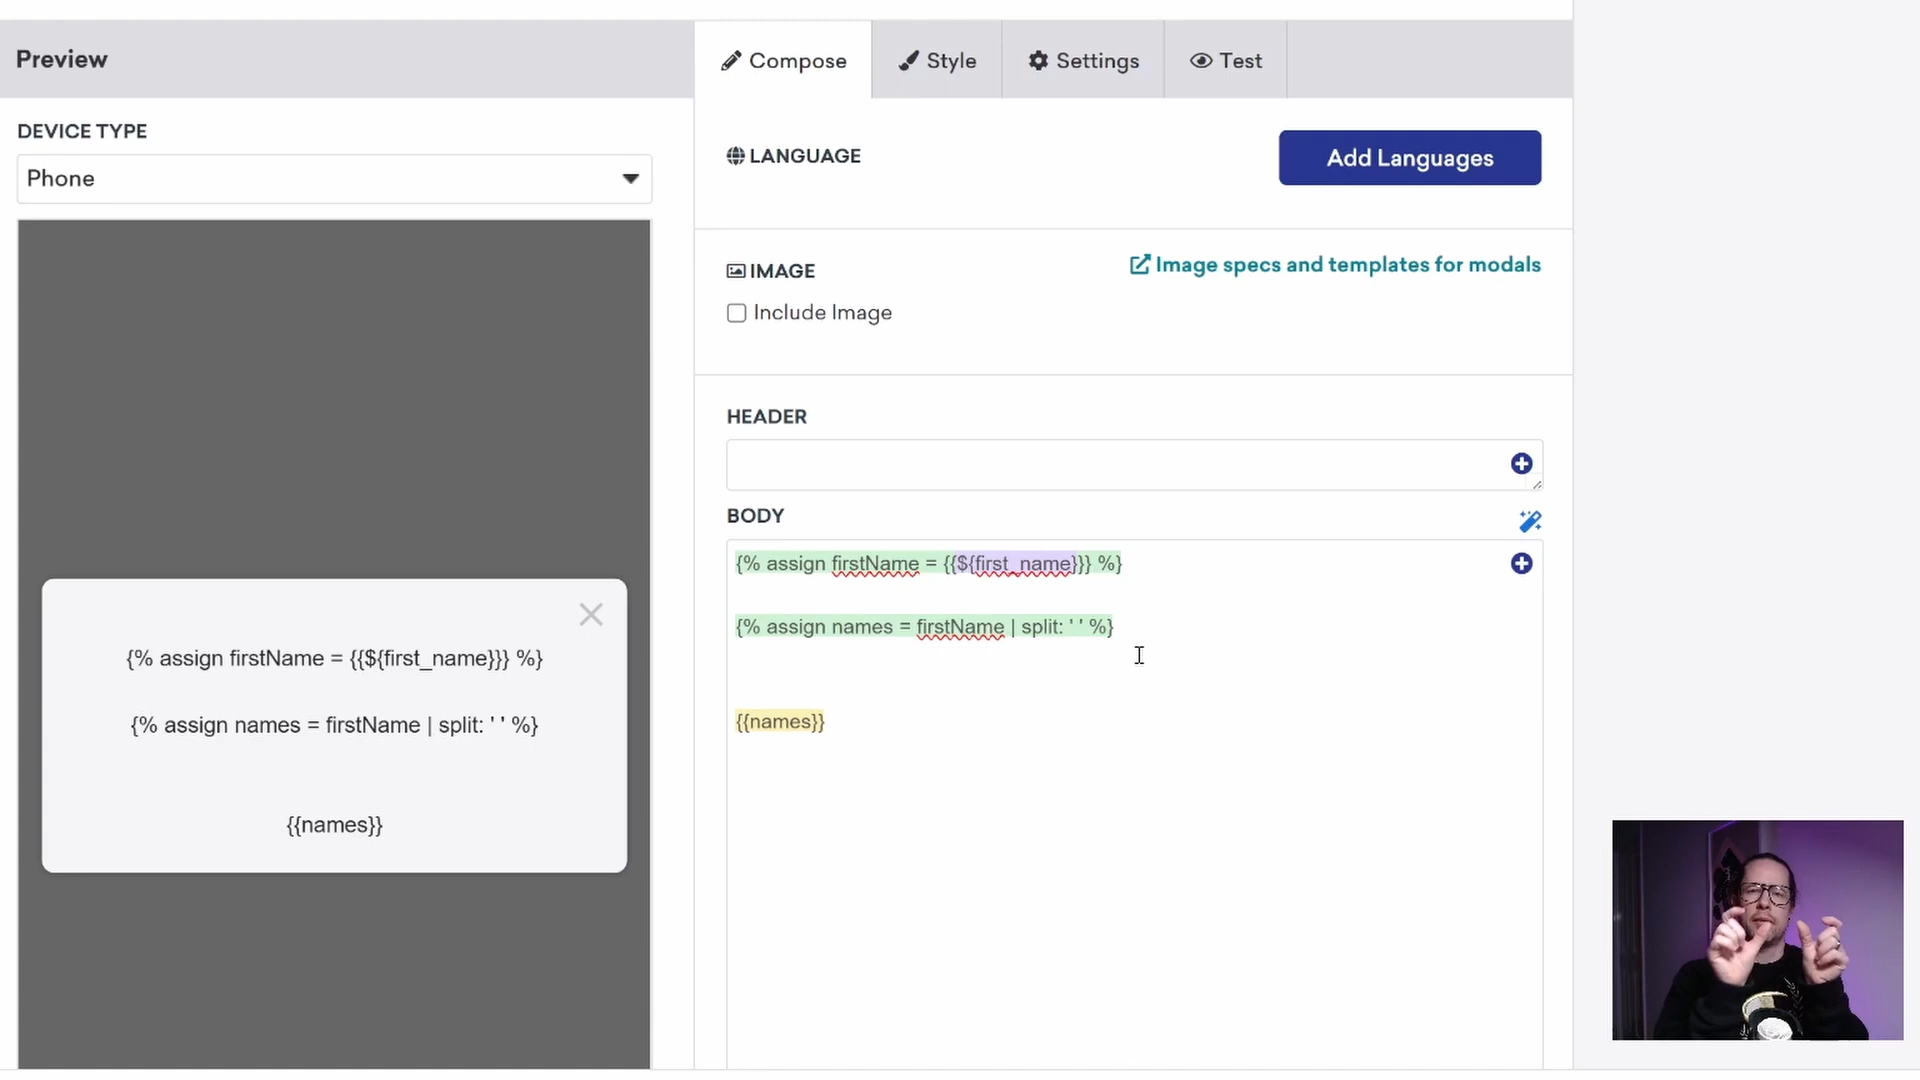 Preview
Compose
Style
Settings
Test
DEVICE TYPE
Phone
LANGUAGE
Add Languages
IMAGE
Image specs and templates for modals
Include Image
HEADER
BODY
{% assign firstName = {{${first_name}}} %}
{% assign names = firstName | split: ' ' %}
{{names}}
{% assign firstName = {{${first_name}}} %}
{% assign names = firstName | split: ' ' %}
{{names}}